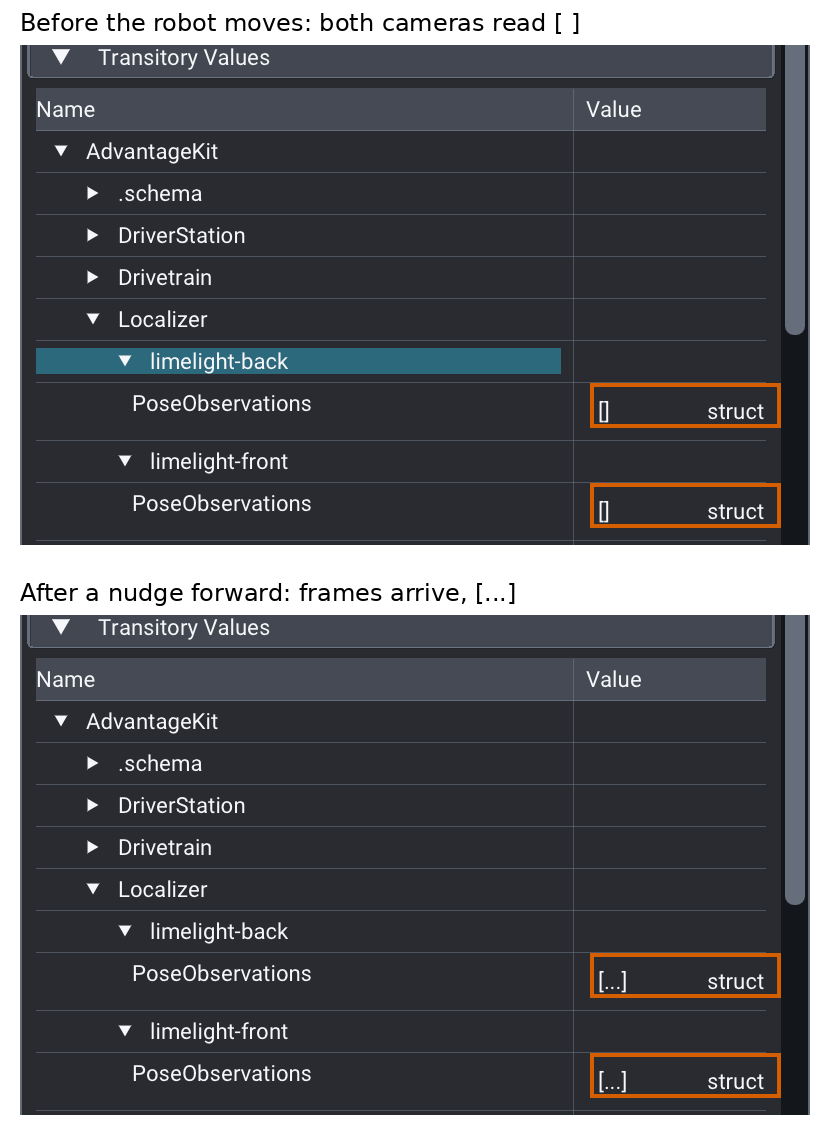 Before the robot moves: both cameras read [ ]
Transitory Values
Name Value
AdvantageKit
.schema
DriverStation
Drivetrain
Localizer
limelight-back
PoseObservations [] struct
limelight-front
PoseObservations [] struct
After a nudge forward: frames arrive, [...]
Transitory Values
Name Value
AdvantageKit
.schema
DriverStation
Drivetrain
Localizer
limelight-back
PoseObservations [...] struct
limelight-front
PoseObservations [...] struct